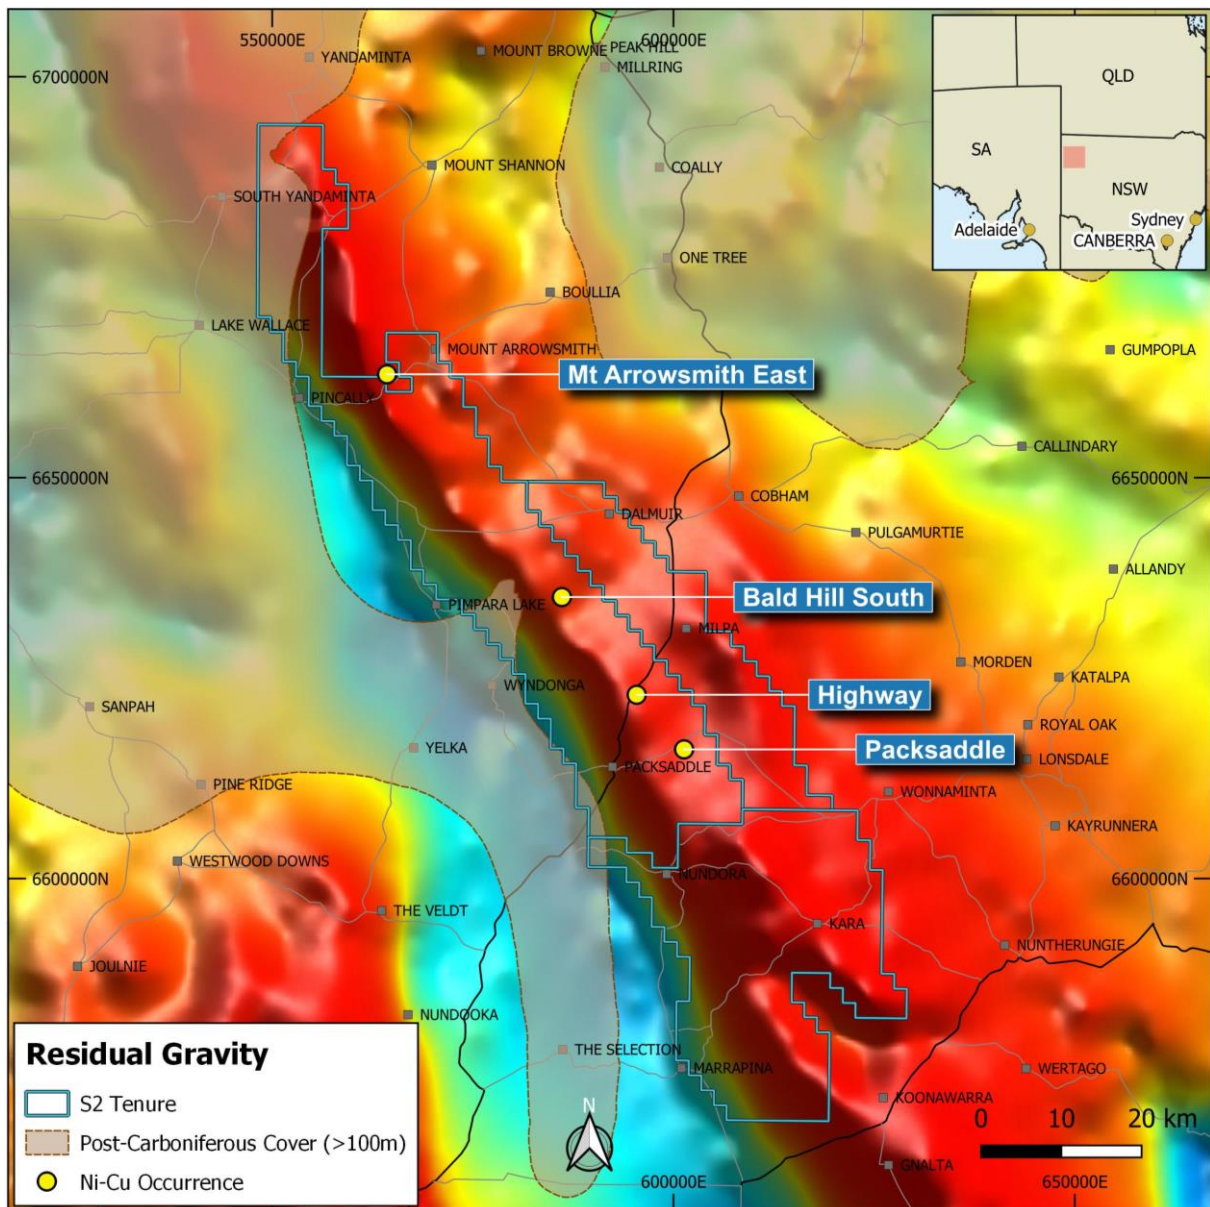 550000E
600000E
YANDAMINTA
MOUNT BROWNE
PEAK HILL
MILLRING
6700000N
QLD
SA
NSW
Sydney
Adelaide
CANBERRA
MOUNT SHANNON
COALLY
SOUTH YANDAMINTA
ONE TREE
BOULLIA
LAKE WALLACE
MOUNT ARROWSMITH
GUMPOPLA
Mt Arrowsmith East
PINCALLY
CALLINDARY
6650000N
6650000N
COBHAM
DALMUIR
PULGAMURTIE
ALLANDY
PIMPARA LAKE
Bald Hill South
MILPA
MORDEN
KATALPA
WYNDONGA
Highway
SANPAH
ROYAL OAK
YELKA
Packsaddle
PACKSADDLE
LONSDALE
PINE RIDGE
WONNAMINTA
KAYRUNNERA
WESTWOOD DOWNS
6600000N
NUNDORA
6600000N
THE VELDT
KARA
NUNTHERUNGIE
JOULNIE
NUNDOOKA
THE SELECTION
MARRAPINA
WERTAGO
KOONAWARRA
Residual Gravity
S2 Tenure
Post-Carboniferous Cover (>100m)
Ni-Cu Occurrence
N
0 10 20 km
GNALTA
600000E
650000E